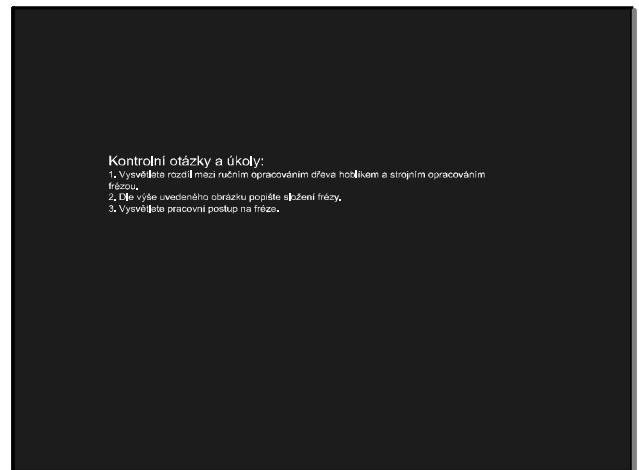 Kontrolní otázky a úkoly:
1. Vysvětlete rozdíl mezi ručním opracováním dřeva hoblíkem a strojním opracováním
frézou.
2. Dle výše uvedeného obrázku popište složení frézy.
3. Vysvětlete pracovní postup na fréze.